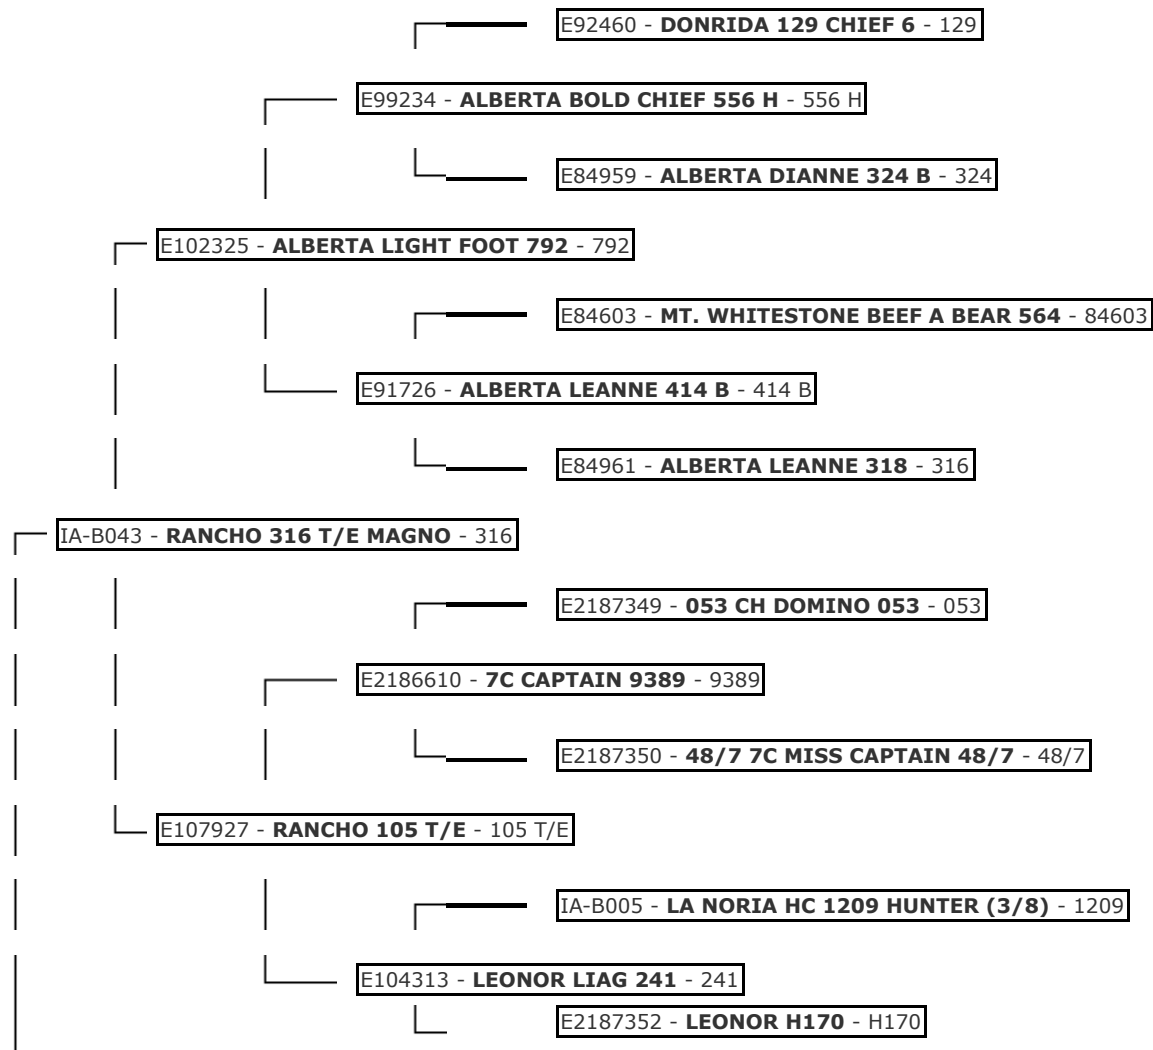 E92460 - DONRIDA 129 CHIEF 6 - 129
E99234 - ALBERTA BOLD CHIEF 556 H - 556 H
E84959 - ALBERTA DIANNE 324 B - 324
E102325 - ALBERTA LIGHT FOOT 792 - 792
E84603 - MT. WHITESTONE BEEF A BEAR 564 - 84603
E91726 - ALBERTA LEANNE 414 B - 414 B
E84961 - ALBERTA LEANNE 318 - 316
IA-B043 - RANCHO 316 T/E MAGNO - 316
E2187349 - 053 CH DOMINO 053 - 053
E2186610 - 7C CAPTAIN 9389 - 9389
E2187350 - 48/7 7C MISS CAPTAIN 48/7 - 48/7
E107927 - RANCHO 105 T/E - 105 T/E
IA-B005 - LA NORIA HC 1209 HUNTER (3/8) - 1209
E104313 - LEONOR LIAG 241 - 241
E2187352 - LEONOR H170 - H170